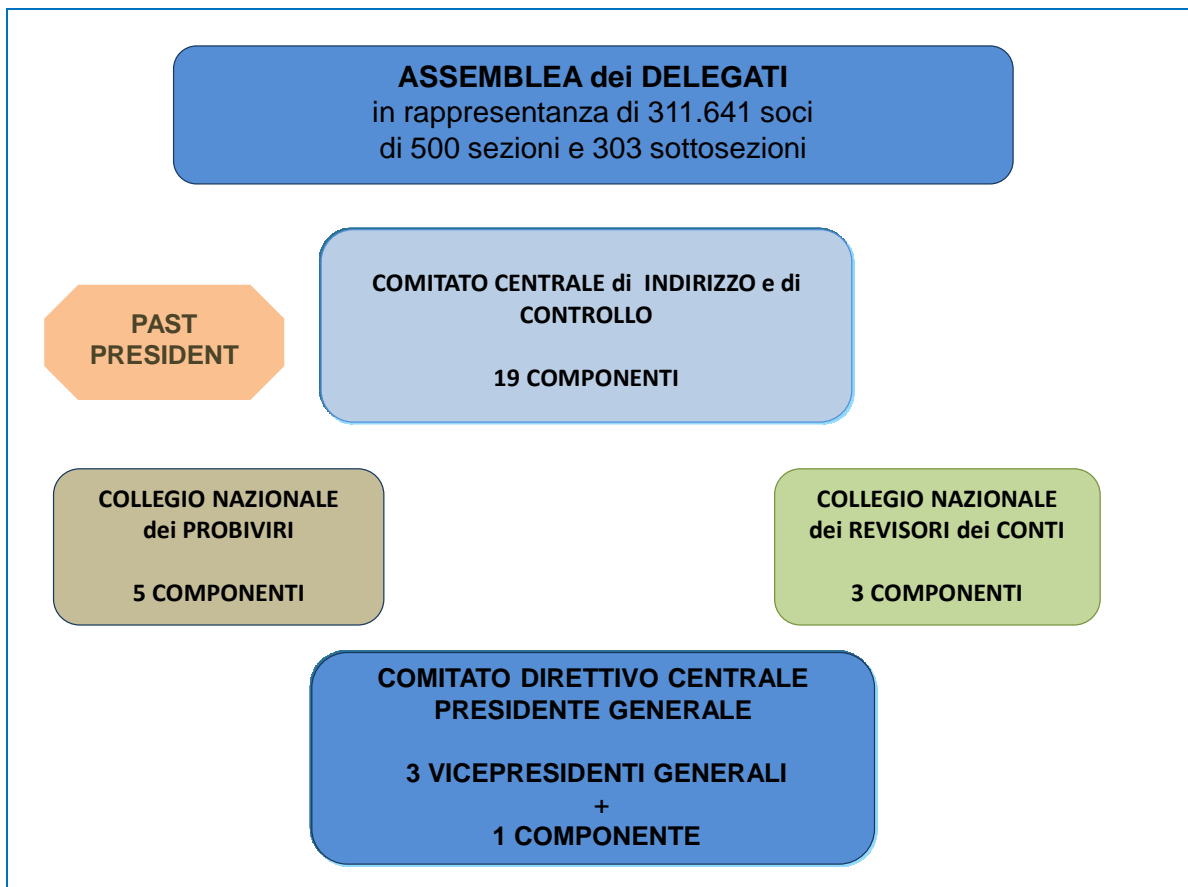 ASSEMBLEA dei DELEGATI
in rappresentanza di 311.641 soci
di 500 sezioni e 303 sottosezioni
COMITATO CENTRALE di INDIRIZZO e di
CONTROLLO
19 COMPONENTI
PAST
PRESIDENT
COLLEGIO NAZIONALE
dei PROBIVIRI
5 COMPONENTI
COLLEGIO NAZIONALE
dei REVISORI dei CONTI
3 COMPONENTI
COMITATO DIRETTIVO CENTRALE
PRESIDENTE GENERALE
3 VICEPRESIDENTI GENERALI
+
1 COMPONENTE